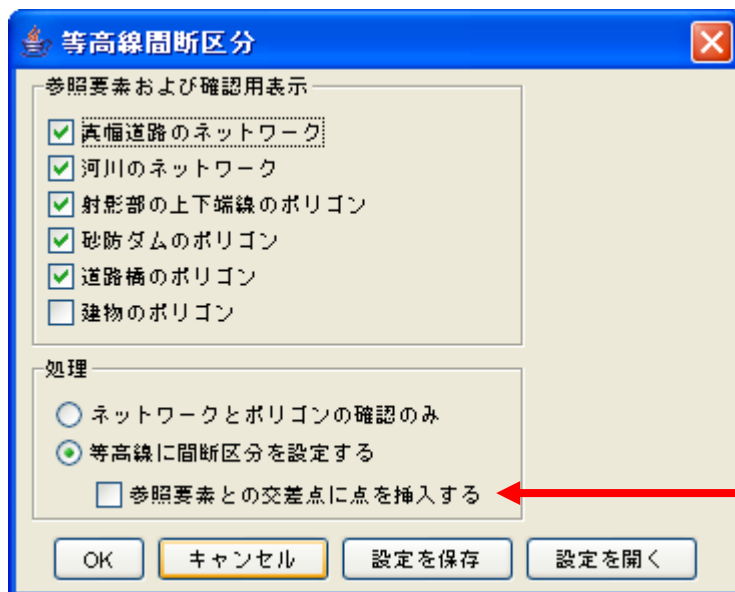 等高線間断区分
参照要素および確認用表示
真幅道路のネットワーク
河川のネットワーク
射影部の上下端線のポリゴン
砂防ダムのポリゴン
道路橋のポリゴン
建物のポリゴン
処理
ネットワークとポリゴンの確認のみ
等高線に間断区分を設定する
参照要素との交差点に点を挿入する
OK キャンセル 設定を保存 設定を開く